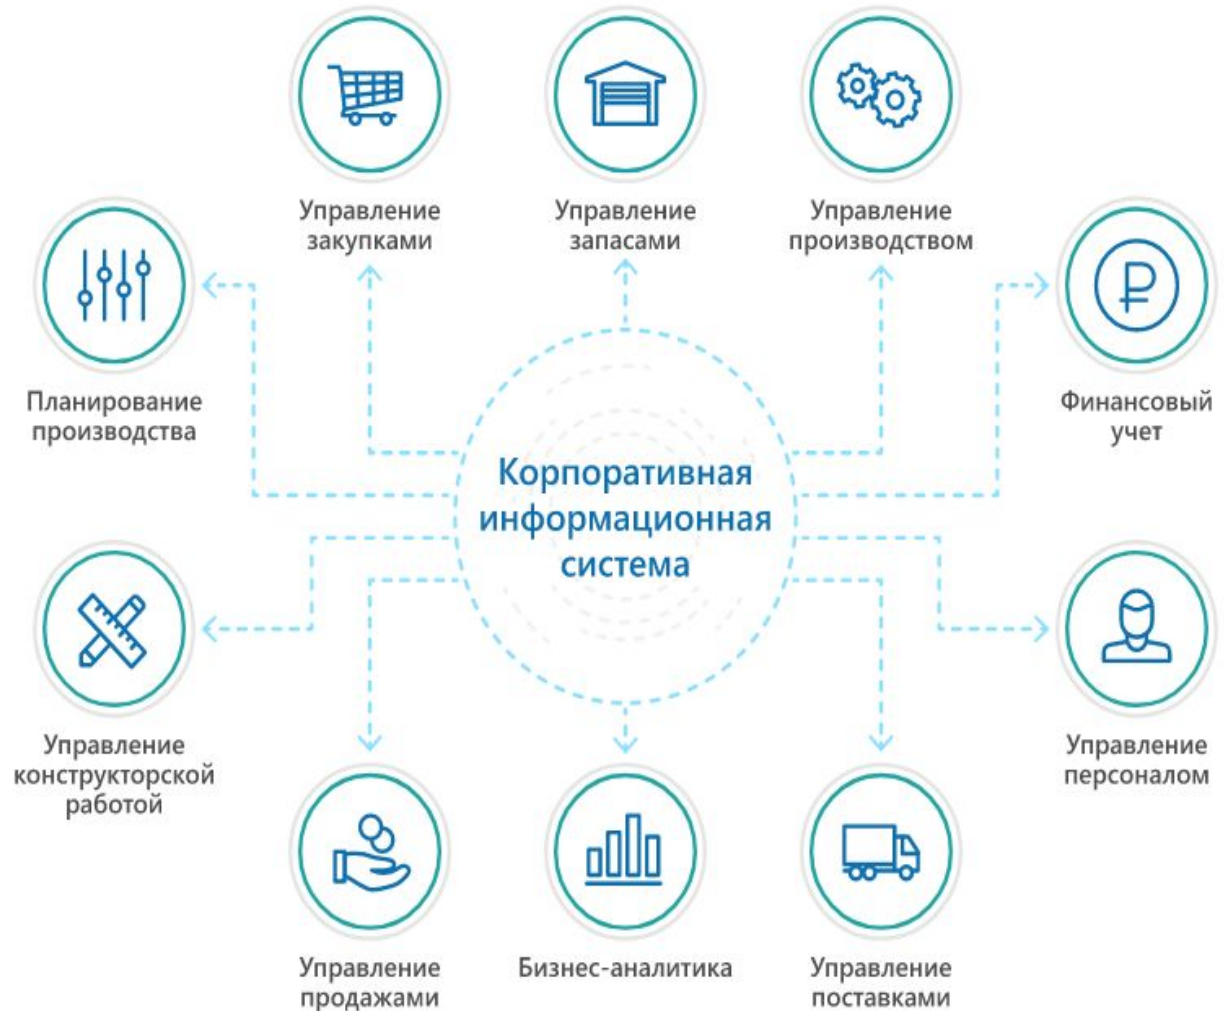 Управление
закупками
Управление
запасами
Управление
производством
Планирование
производства
Финансовый
учет
Корпоративная
информационная
система
Управление
конструкторской
работой
Управление
персоналом
Управление
продажами
Бизнес-аналитика
Управление
поставками